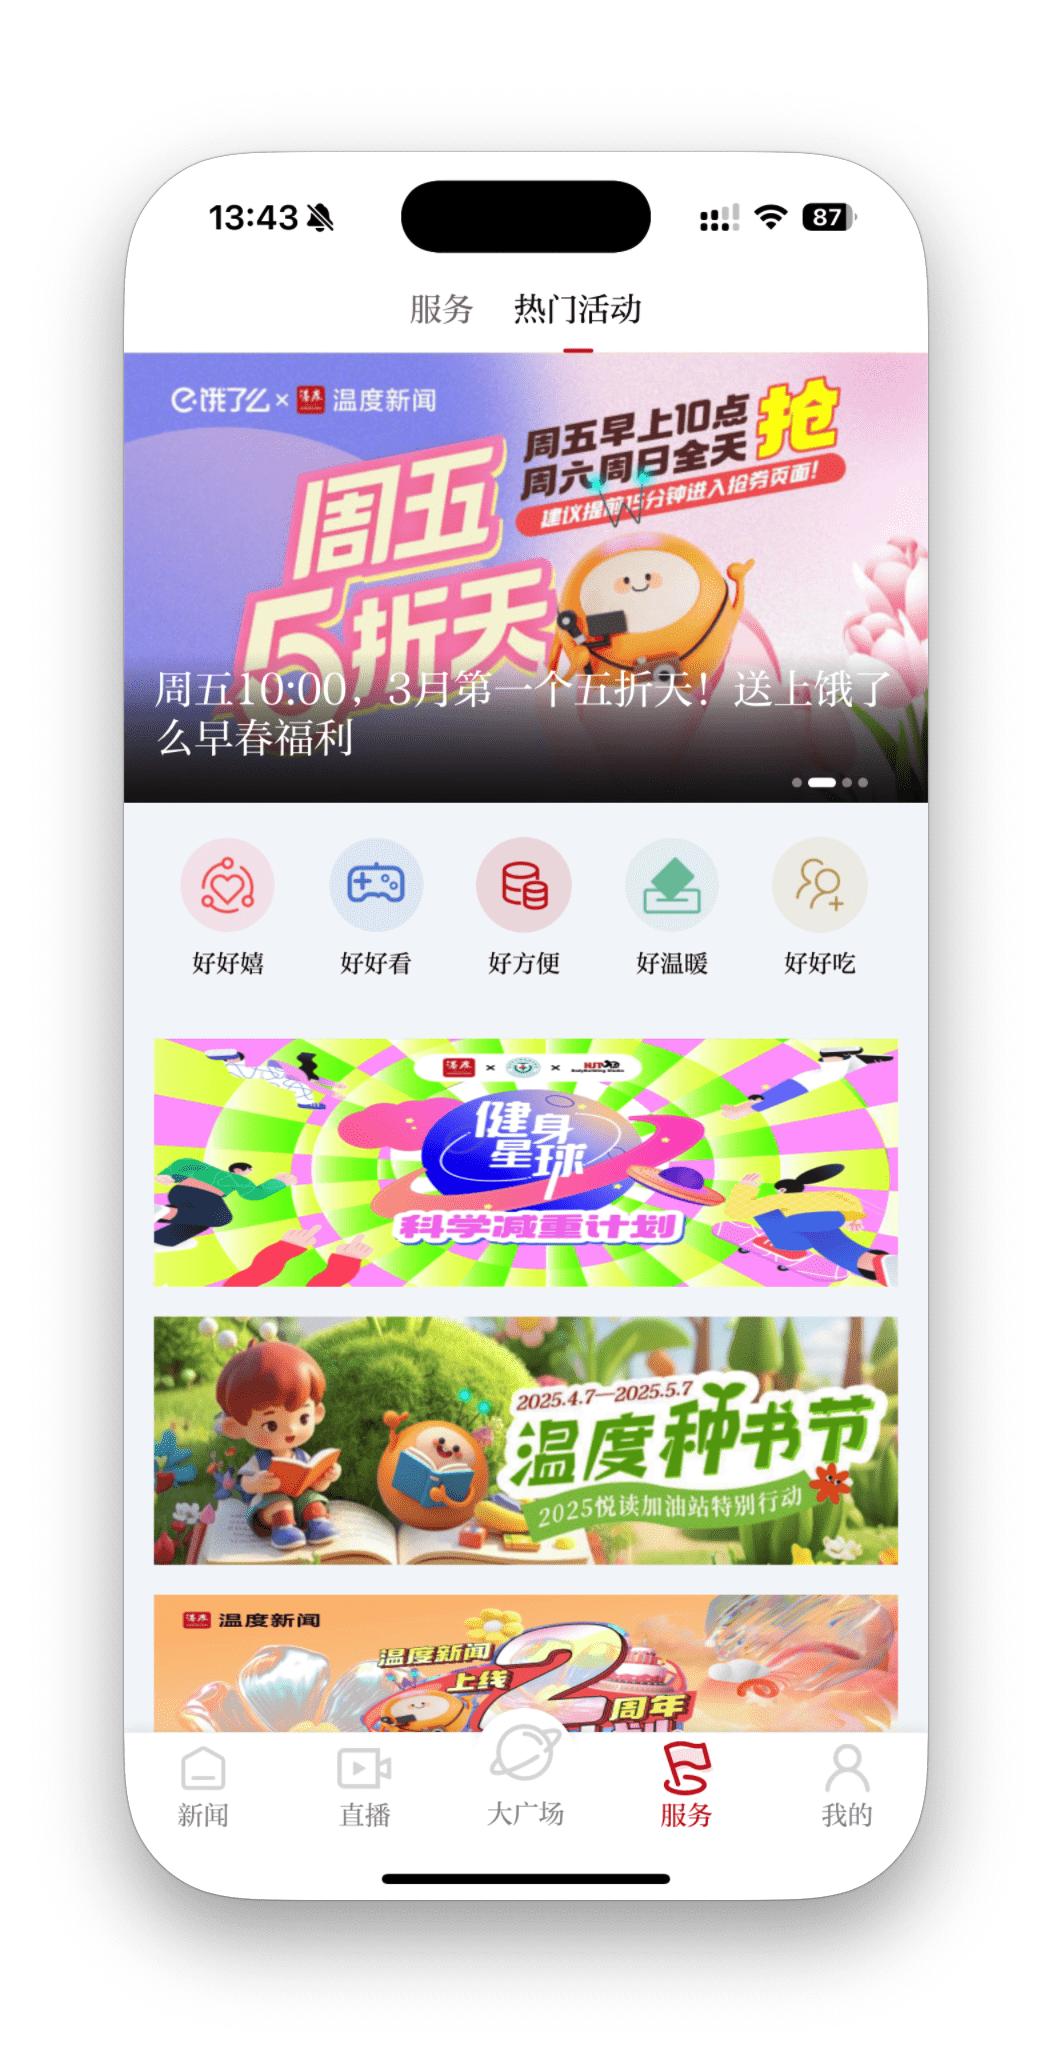 13:43
87
服务 热门活动
饿了么 × 温度 温度新闻
周五早上10点
周六周日全天
抢
建议提前15分钟进入抢券页面!
周五
5折天
周五10:00，3月第一个五折天！送上饿了
么早春福利
好好嬉 好好看 好方便 好温暖 好好吃
温度 × ×
健身
星球
科学减重计划
2025.4.7—2025.5.7
温度种书节
2025悦读加油站特别行动
温度 温度新闻
温度新闻
上线
2
周年
新闻 直播 大广场 服务 我的